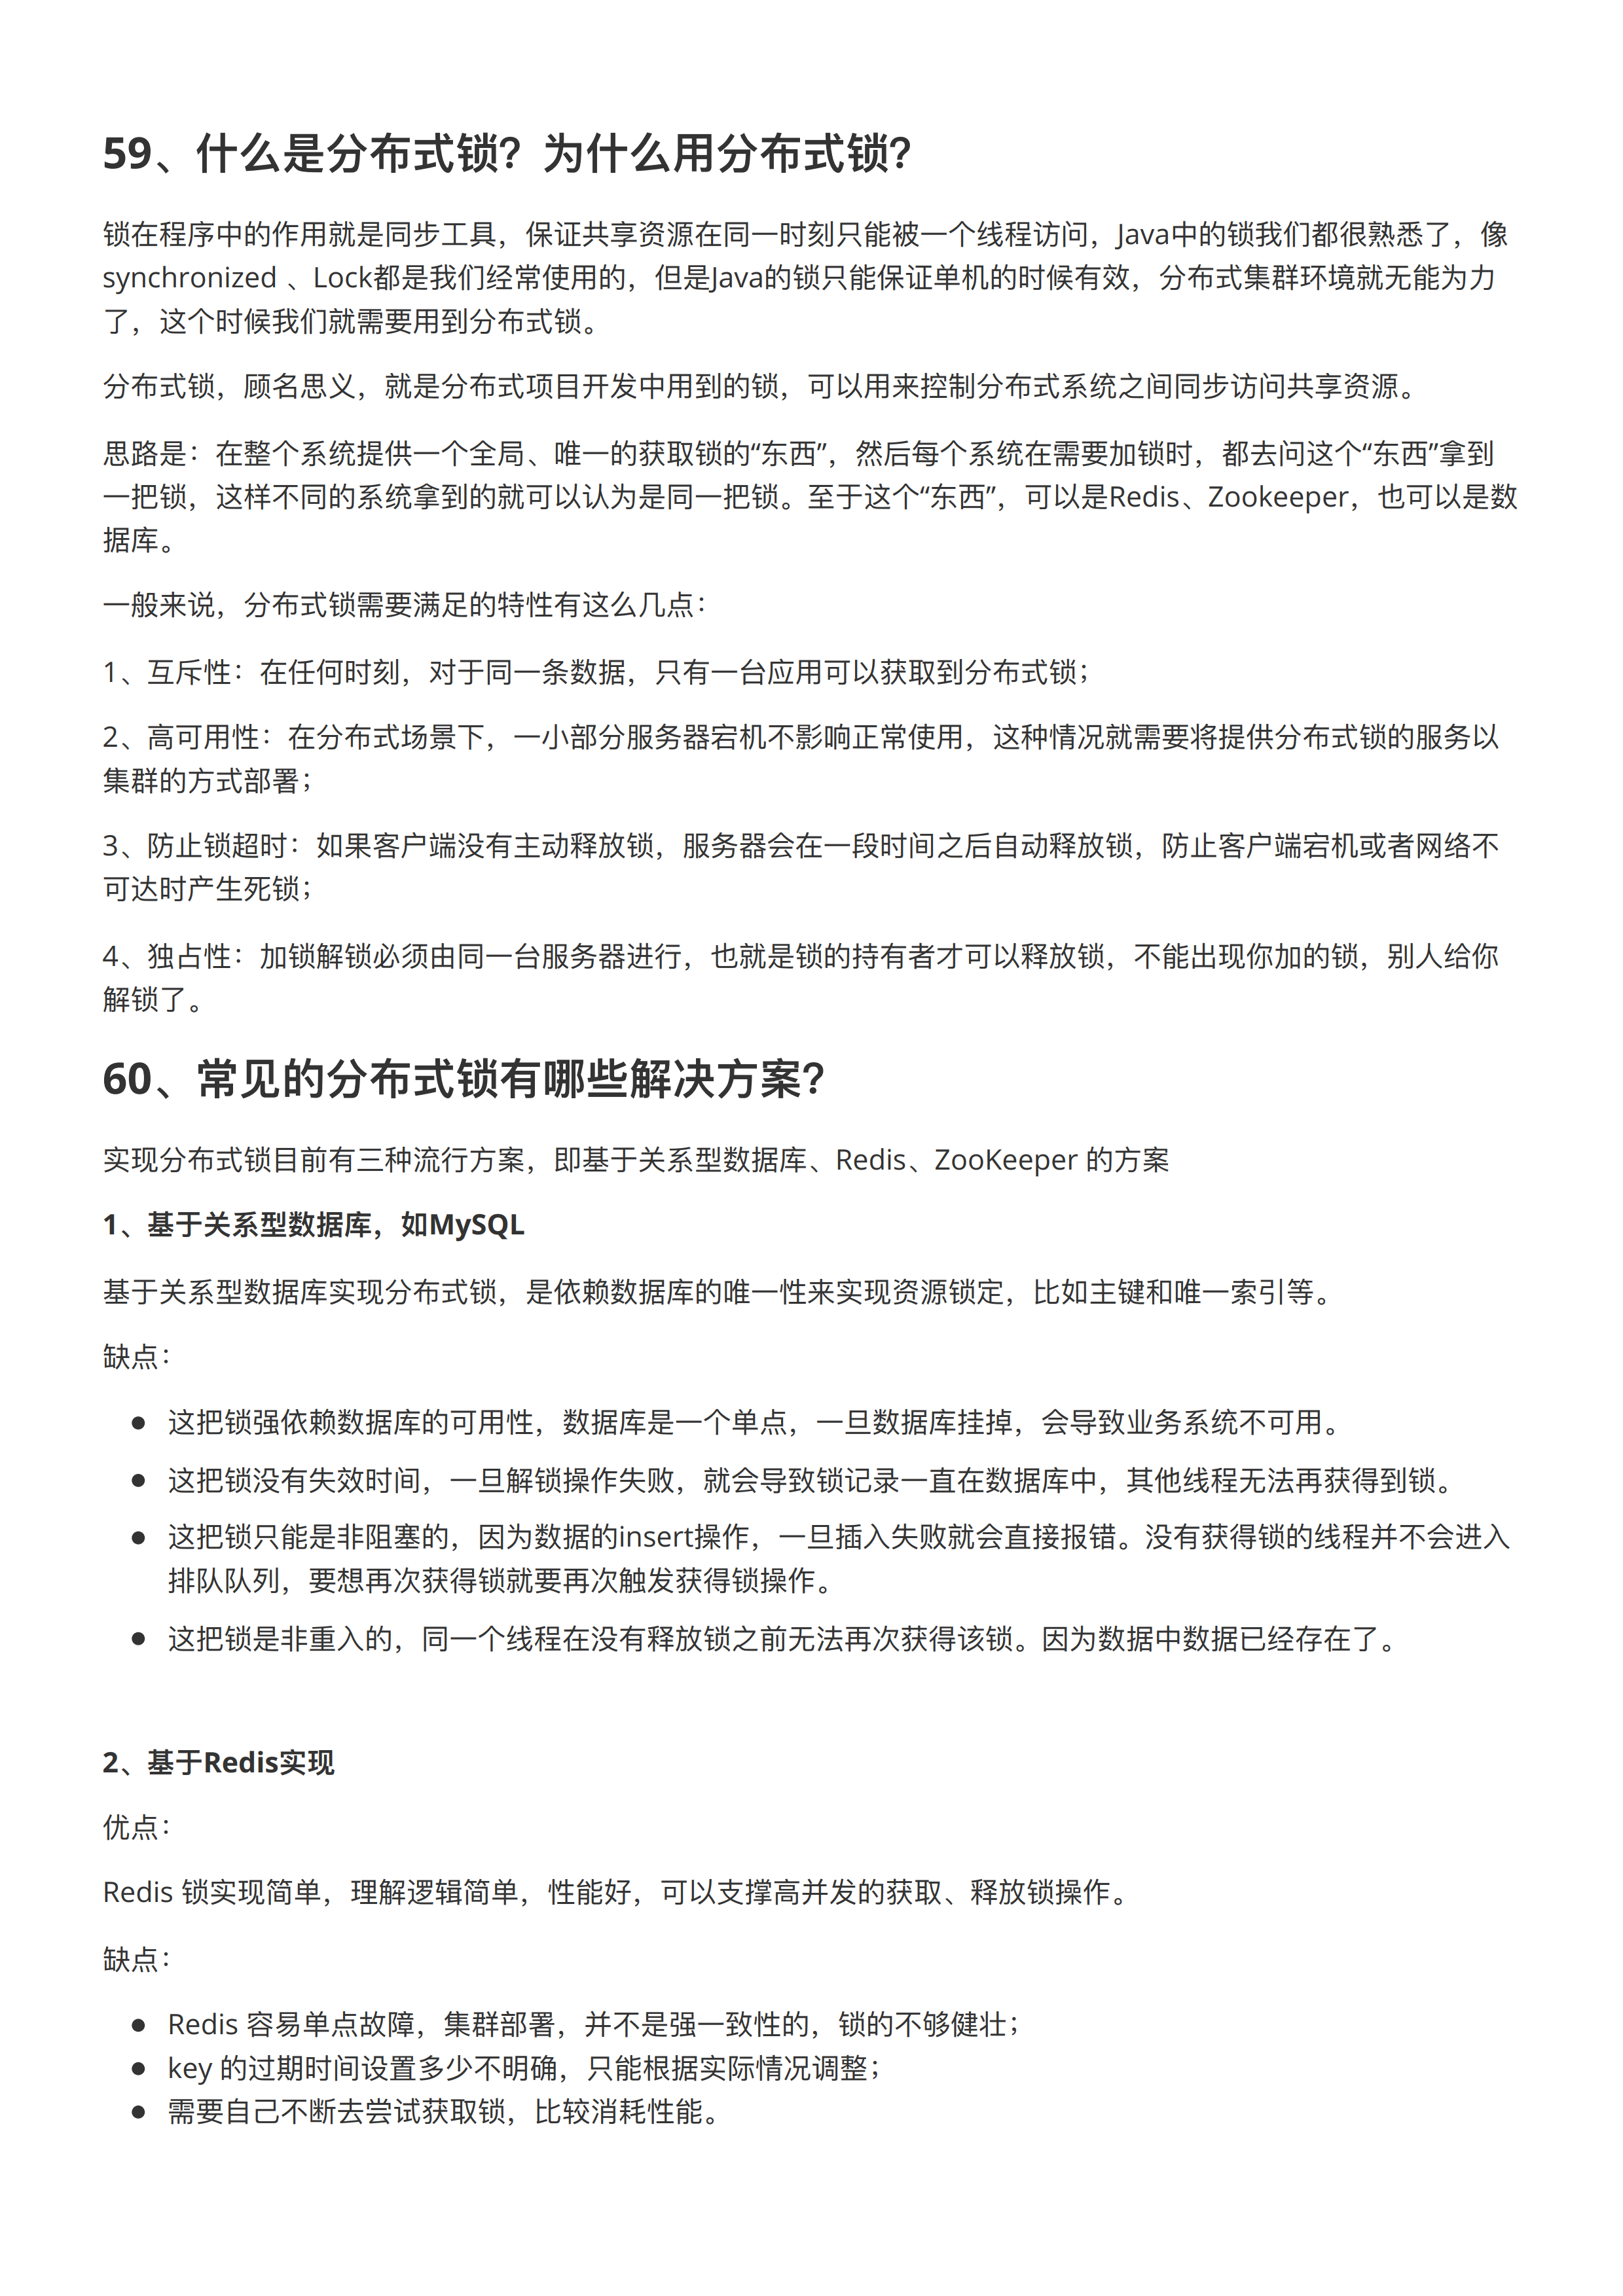 59、什么是分布式锁？为什么用分布式锁？
锁在程序中的作用就是同步工具，保证共享资源在同一时刻只能被一个线程访问，Java中的锁我们都很熟悉了，像
synchronized 、Lock都是我们经常使用的，但是Java的锁只能保证单机的时候有效，分布式集群环境就无能为力
了，这个时候我们就需要用到分布式锁。
分布式锁，顾名思义，就是分布式项目开发中用到的锁，可以用来控制分布式系统之间同步访问共享资源。
思路是：在整个系统提供一个全局、唯一的获取锁的“东西”，然后每个系统在需要加锁时，都去问这个“东西”拿到
一把锁，这样不同的系统拿到的就可以认为是同一把锁。至于这个“东西”，可以是Redis、Zookeeper，也可以是数
据库。
一般来说，分布式锁需要满足的特性有这么几点：
1、互斥性：在任何时刻，对于同一条数据，只有一台应用可以获取到分布式锁；
2、高可用性：在分布式场景下，一小部分服务器宕机不影响正常使用，这种情况就需要将提供分布式锁的服务以
集群的方式部署；
3、防止锁超时：如果客户端没有主动释放锁，服务器会在一段时间之后自动释放锁，防止客户端宕机或者网络不
可达时产生死锁；
4、独占性：加锁解锁必须由同一台服务器进行，也就是锁的持有者才可以释放锁，不能出现你加的锁，别人给你
解锁了。
60、常见的分布式锁有哪些解决方案？
实现分布式锁目前有三种流行方案，即基于关系型数据库、Redis、ZooKeeper 的方案
1、基于关系型数据库，如MySQL
基于关系型数据库实现分布式锁，是依赖数据库的唯一性来实现资源锁定，比如主键和唯一索引等。
缺点：
● 这把锁强依赖数据库的可用性，数据库是一个单点，一旦数据库挂掉，会导致业务系统不可用。
● 这把锁没有失效时间，一旦解锁操作失败，就会导致锁记录一直在数据库中，其他线程无法再获得到锁。
● 这把锁只能是非阻塞的，因为数据的insert操作，一旦插入失败就会直接报错。没有获得锁的线程并不会进入
排队队列，要想再次获得锁就要再次触发获得锁操作。
● 这把锁是非重入的，同一个线程在没有释放锁之前无法再次获得该锁。因为数据中数据已经存在了。
2、基于Redis实现
优点：
Redis 锁实现简单，理解逻辑简单，性能好，可以支撑高并发的获取、释放锁操作。
缺点：
● Redis 容易单点故障，集群部署，并不是强一致性的，锁的不够健壮；
● key 的过期时间设置多少不明确，只能根据实际情况调整；
● 需要自己不断去尝试获取锁，比较消耗性能。